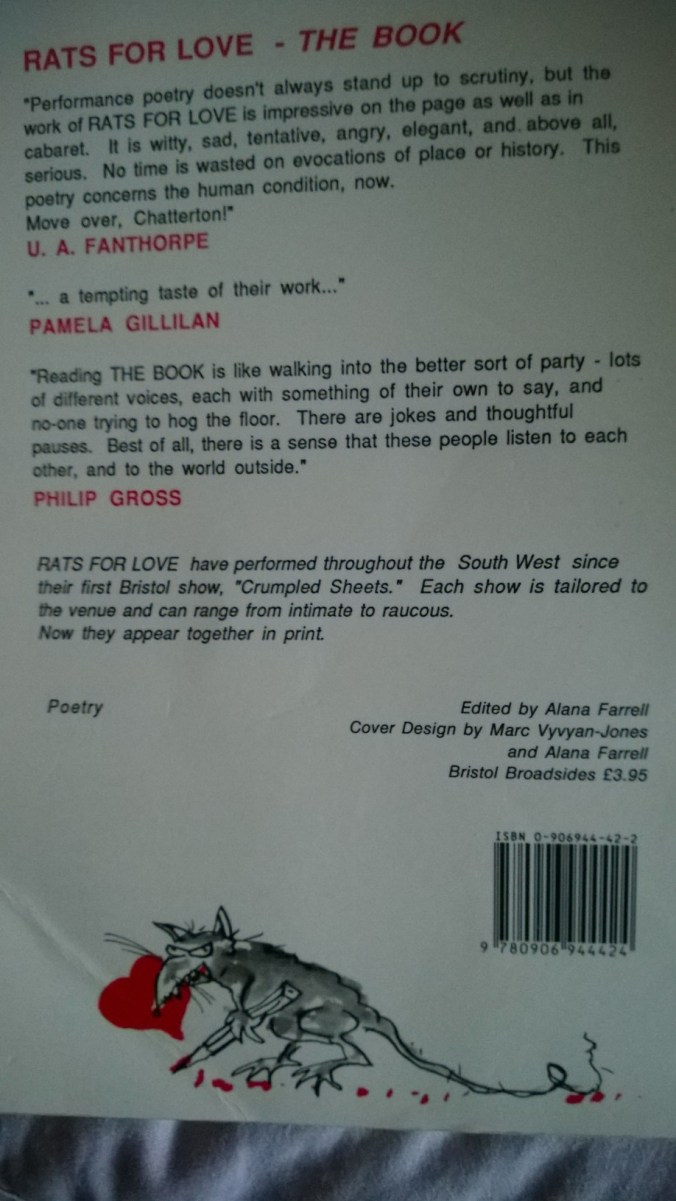 RATS FOR LOVE - THE BOOK
"Performance poetry doesn't always stand up to scrutiny, but the
work of RATS FOR LOVE is impressive on the page as well as in
cabaret. It is witty, sad, tentative, angry, elegant, and. above all,
serious. No time is wasted on evocations of place or history. This
poetry concerns the human condition, now.
Move over, Chatterton!"
U. A. FANTHORPE
"... a tempting taste of their work..."
PAMELA GILLILAN
"Reading THE BOOK is like walking into the better sort of party - lots
of different voices, each with something of their own to say, and
no-one trying to hog the floor. There are jokes and thoughtful
pauses. Best of all, there is a sense that these people listen to each
other, and to the world outside."
PHILIP GROSS
RATS FOR LOVE have performed throughout the South West since
their first Bristol show, "Crumpled Sheets." Each show is tailored to
the venue and can range from intimate to raucous.
Now they appear together in print.
Poetry
Edited by Alana Farrell
Cover Design by Marc Vyvyan-Jones
and Alana Farrell
Bristol Broadsides £3.95
ISBN 0-906944-42-2
9 780906 944424